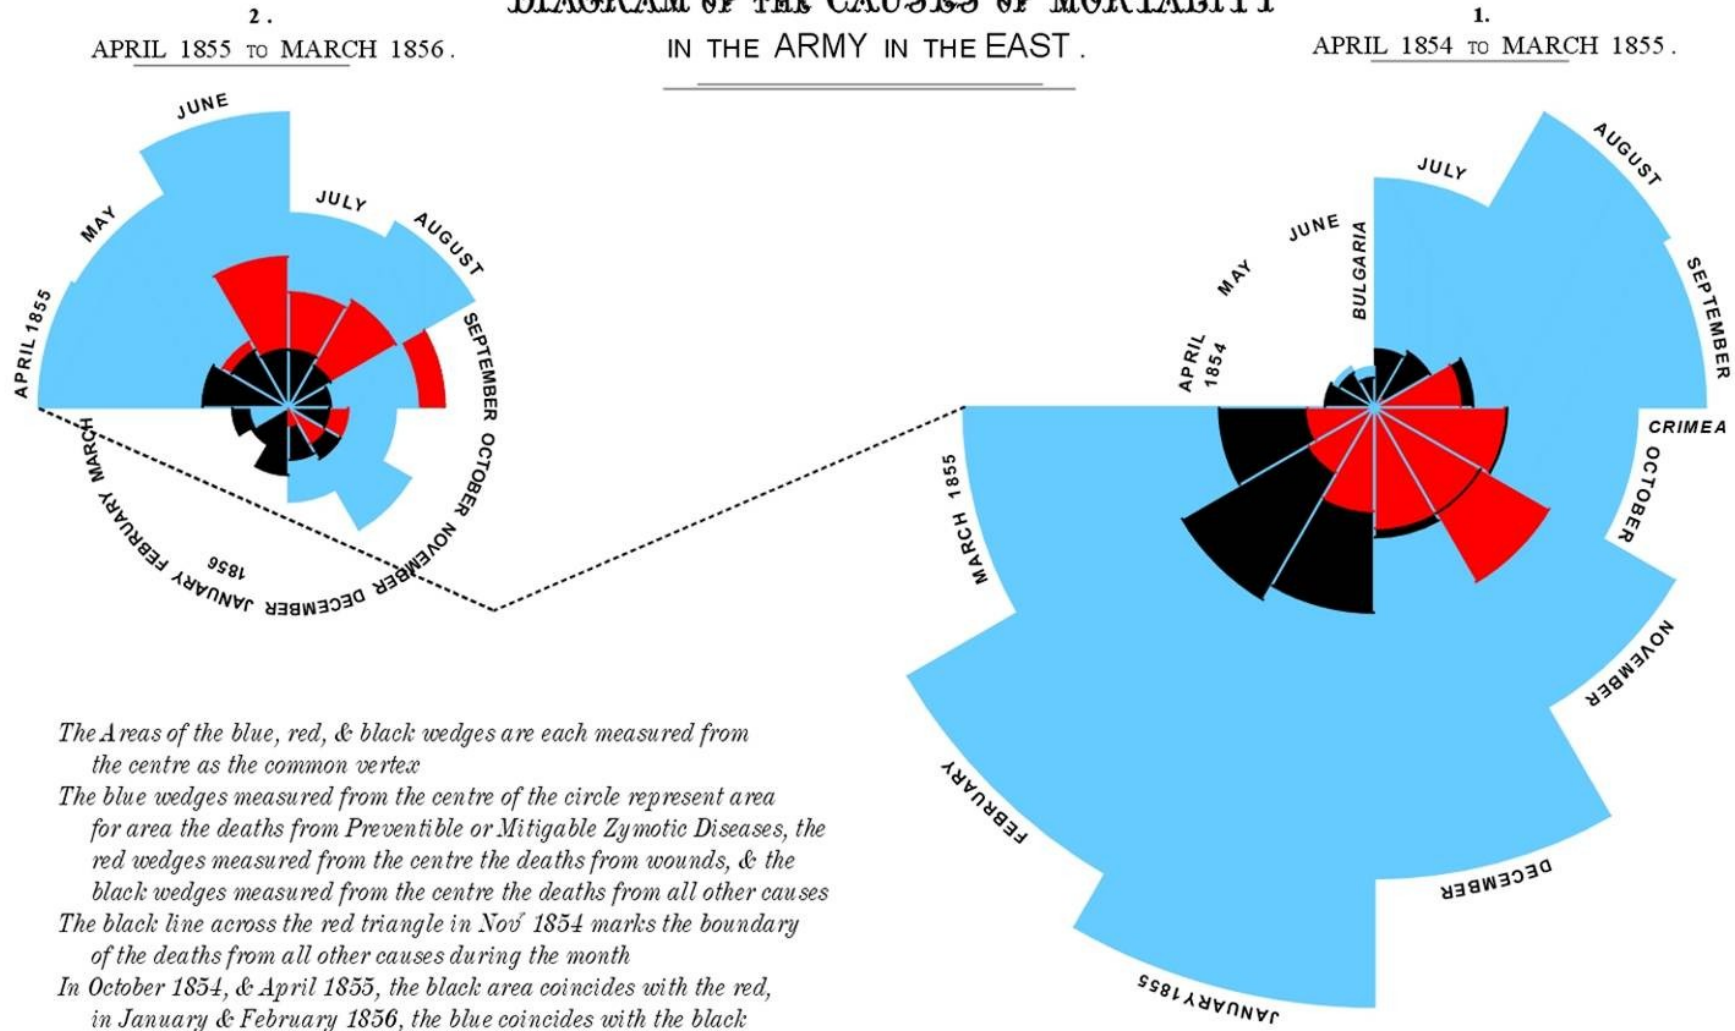 DIAGRAM OF THE CAUSES OF MORTALITY
IN THE ARMY IN THE EAST.
2.
APRIL 1855 TO MARCH 1856.
1.
APRIL 1854 TO MARCH 1855.
APRIL 1855
MAY
JUNE
JULY
AUGUST
SEPTEMBER
OCTOBER
NOVEMBER
DECEMBER
JANUARY
1856
FEBRUARY
MARCH
APRIL
1854
MAY
JUNE
BULGARIA
JULY
AUGUST
SEPTEMBER
CRIMEA
OCTOBER
NOVEMBER
DECEMBER
JANUARY 1855
FEBRUARY
MARCH 1855
The Areas of the blue, red, & black wedges are each measured from
the centre as the common vertex
The blue wedges measured from the centre of the circle represent area
for area the deaths from Preventible or Mitigable Zymotic Diseases, the
red wedges measured from the centre the deaths from wounds, & the
black wedges measured from the centre the deaths from all other causes
The black line across the red triangle in Novr 1854 marks the boundary
of the deaths from all other causes during the month
In October 1854, & April 1855, the black area coincides with the red,
in January & February 1856, the blue coincides with the black